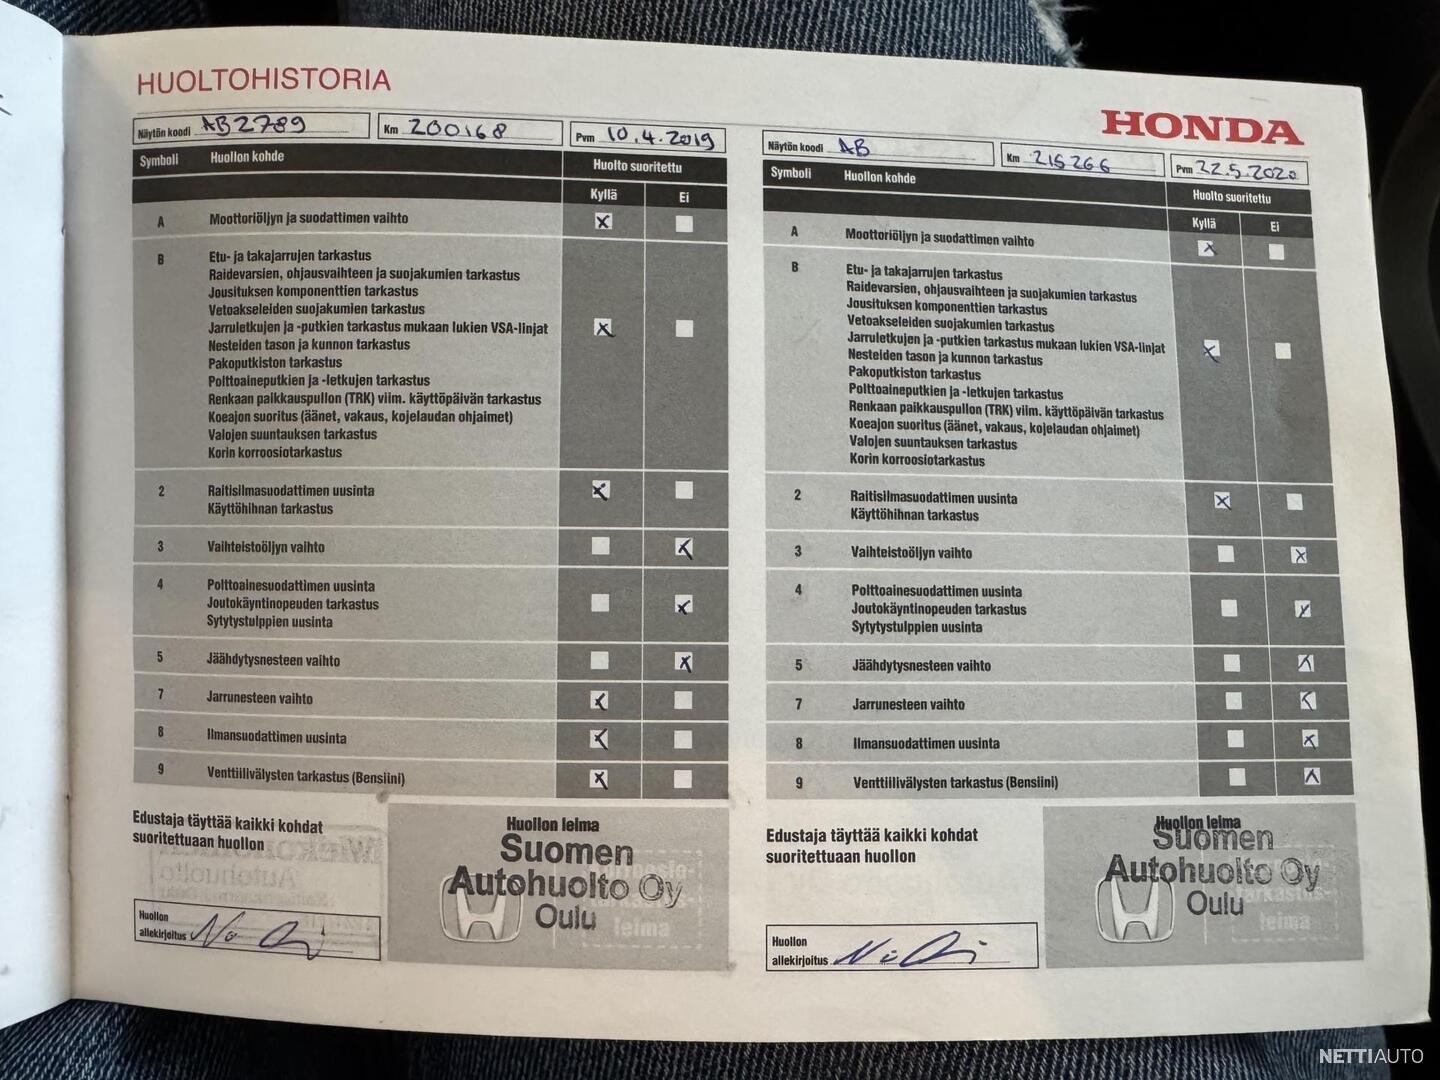 HUOLTOHISTORIA
HONDA
Näytön koodi AB2789
Km 200168
Pvm 10.4.2019
Symboli Huollon kohde Huolto suoritettu
Kyllä Ei
A Moottoriöljyn ja suodattimen vaihto
B Etu- ja takajarrujen tarkastus
Raidevarsien, ohjausvaihteen ja suojakumien tarkastus
Jousituksen komponenttien tarkastus
Vetoakseleiden suojakumien tarkastus
Jarruletkujen ja -putkien tarkastus mukaan lukien VSA-linjat
Nesteiden tason ja kunnon tarkastus
Pakoputkiston tarkastus
Polttoaineputkien ja -letkujen tarkastus
Renkaan paikkauspullon (TRK) viim. käyttöpäivän tarkastus
Koeajon suoritus (äänet, vakaus, kojelaudan ohjaimet)
Valojen suuntauksen tarkastus
Korin korroosiotarkastus
2 Raitisilmasuodattimen uusinta
Käyttöhihnan tarkastus
3 Vaihteistoöljyn vaihto
4 Polttoainesuodattimen uusinta
Joutokäyntinopeuden tarkastus
Sytytystulppien uusinta
5 Jäähdytysnesteen vaihto
7 Jarrunesteen vaihto
8 Ilmansuodattimen uusinta
9 Venttiilivälysten tarkastus (Bensiini)
Edustaja täyttää kaikki kohdat
suoritettuaan huollon
Huollon leima
Suomen
Autohuolto Oy
Oulu
Huollon
allekirjoitus
Näytön koodi AB
Km 215266
Pvm 22.5.2020
Symboli Huollon kohde Huolto suoritettu
Kyllä Ei
A Moottoriöljyn ja suodattimen vaihto
B Etu- ja takajarrujen tarkastus
Raidevarsien, ohjausvaihteen ja suojakumien tarkastus
Jousituksen komponenttien tarkastus
Vetoakseleiden suojakumien tarkastus
Jarruletkujen ja -putkien tarkastus mukaan lukien VSA-linjat
Nesteiden tason ja kunnon tarkastus
Pakoputkiston tarkastus
Polttoaineputkien ja -letkujen tarkastus
Renkaan paikkauspullon (TRK) viim. käyttöpäivän tarkastus
Koeajon suoritus (äänet, vakaus, kojelaudan ohjaimet)
Valojen suuntauksen tarkastus
Korin korroosiotarkastus
2 Raitisilmasuodattimen uusinta
Käyttöhihnan tarkastus
3 Vaihteistoöljyn vaihto
4 Polttoainesuodattimen uusinta
Joutokäyntinopeuden tarkastus
Sytytystulppien uusinta
5 Jäähdytysnesteen vaihto
7 Jarrunesteen vaihto
8 Ilmansuodattimen uusinta
9 Venttiilivälysten tarkastus (Bensiini)
Edustaja täyttää kaikki kohdat
suoritettuaan huollon
Huollon leima
Suomen
Autohuolto Oy
Oulu
Huollon
allekirjoitus
NETTIAUTO